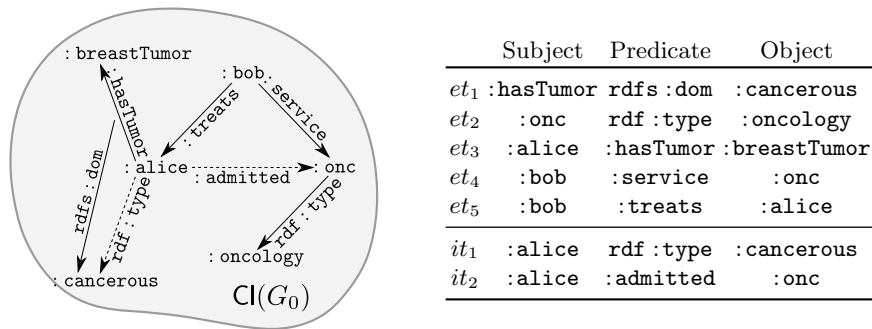 :breastTumor
:hasTumor
:bob
:treats
:service
:alice
:admitted
:onc
rdfs:dom
rdf:type
rdf:type
:oncology
:cancerous
Cl(G0)
Subject Predicate Object
et1 :hasTumor rdfs:dom :cancerous
et2 :onc rdf:type :oncology
et3 :alice :hasTumor :breastTumor
et4 :bob :service :onc
et5 :bob :treats :alice
it1 :alice rdf:type :cancerous
it2 :alice :admitted :onc